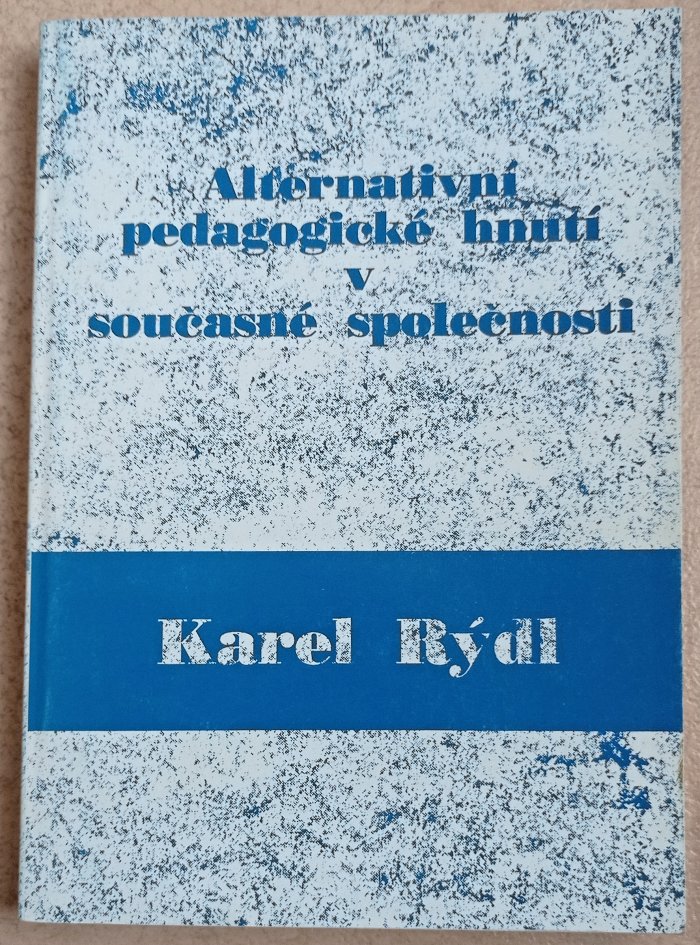 Alternativní
pedagogické hnutí
v
současné společnosti
Karel Rýdl